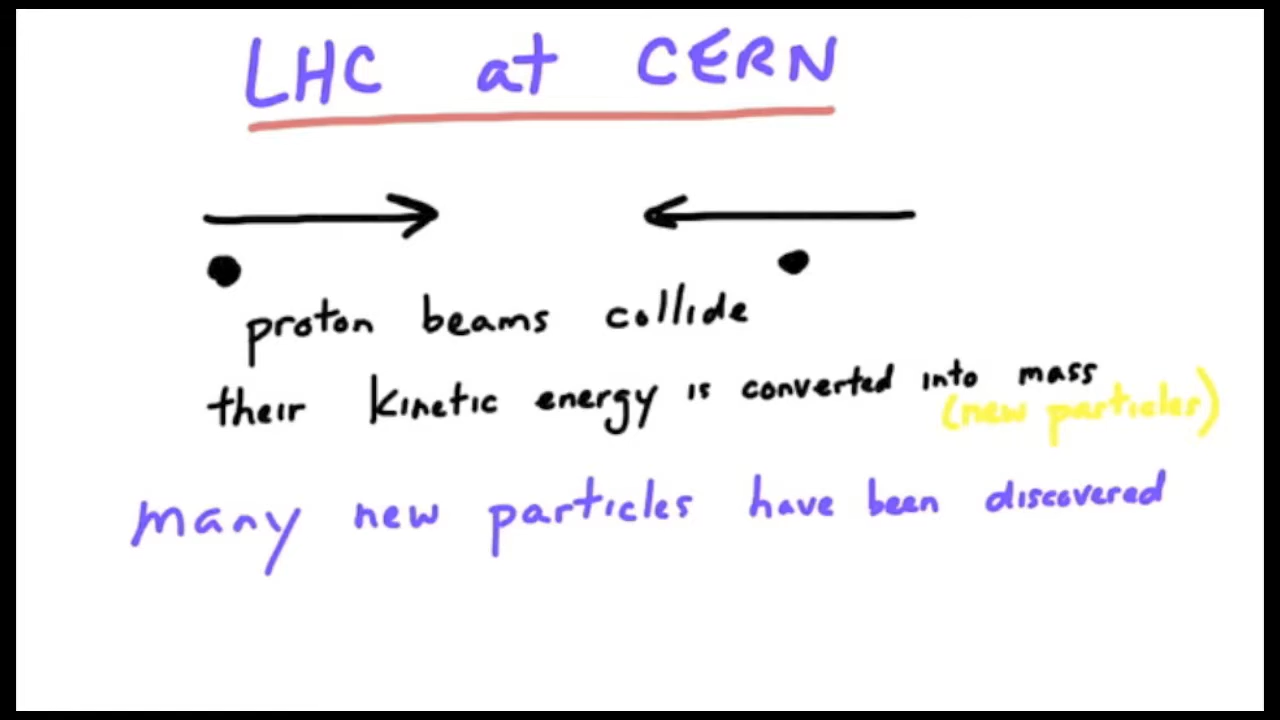 LHC at CERN
proton beams collide
their kinetic energy is converted into mass
(new particles)
many new particles have been discovered